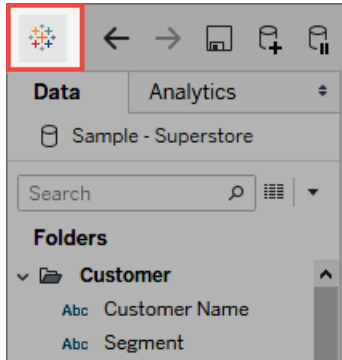 Data Analytics
Sample - Superstore
Search
Folders
Customer
Abc Customer Name
Abc Segment